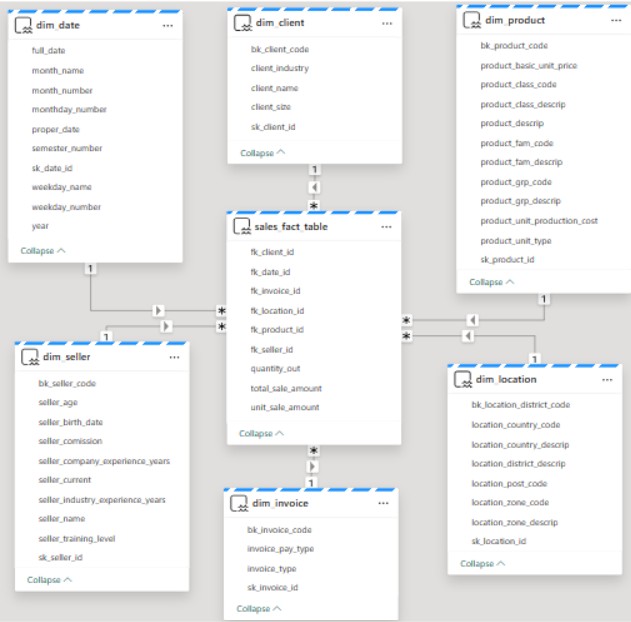 dim_date
full_date
month_name
month_number
monthday_number
proper_date
semester_number
sk_date_id
weekday_name
weekday_number
year
Collapse
dim_client
bk_client_code
client_industry
client_name
client_size
sk_client_id
Collapse
dim_product
bk_product_code
product_basic_unit_price
product_class_code
product_class_descrip
product_descrip
product_fam_code
product_fam_descrip
product_grp_code
product_grp_descrip
product_unit_production_cost
product_unit_type
sk_product_id
Collapse
1
*
1
1
sales_fact_table
fk_client_id
fk_date_id
fk_invoice_id
fk_location_id
fk_product_id
fk_seller_id
quantity_out
total_sale_amount
unit_sale_amount
Collapse
*
*
*
*
1
1
*
1
dim_seller
bk_seller_code
seller_age
seller_birth_date
seller_comission
seller_company_experience_years
seller_current
seller_industry_experience_years
seller_name
seller_training_level
sk_seller_id
Collapse
dim_invoice
bk_invoice_code
invoice_pay_type
invoice_type
sk_invoice_id
Collapse
dim_location
bk_location_district_code
location_country_code
location_country_descrip
location_district_descrip
location_post_code
location_zone_code
location_zone_descrip
sk_location_id
Collapse